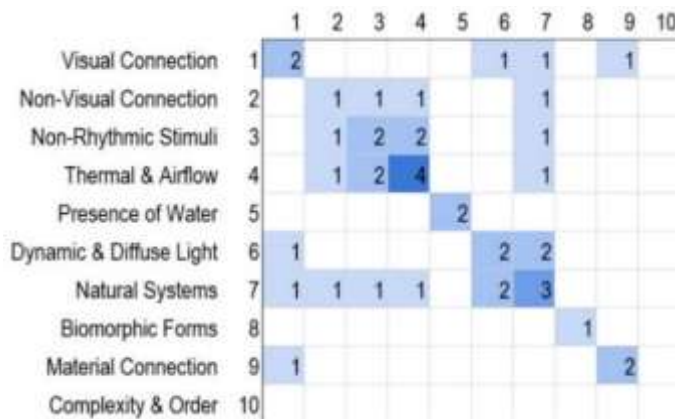 1 2 3 4 5 6 7 8 9 10
Visual Connection 1 2 1 1 1
Non-Visual Connection 2 1 1 1 1
Non-Rhythmic Stimuli 3 1 2 2 1
Thermal & Airflow 4 1 2 4 1
Presence of Water 5 2
Dynamic & Diffuse Light 6 1 2 2
Natural Systems 7 1 1 1 1 2 3
Biomorphic Forms 8 1
Material Connection 9 1 2
Complexity & Order 10